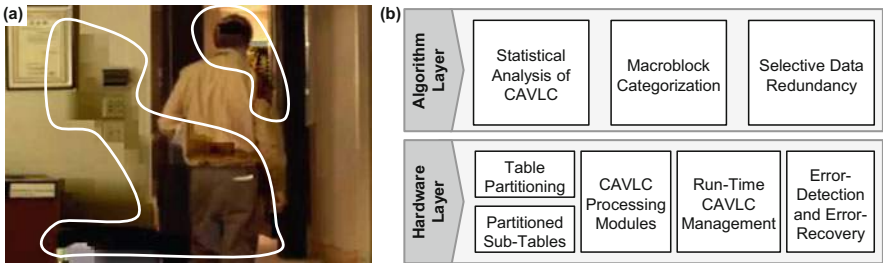 (a)
(b)
Algorithm
Layer
Statistical
Analysis of
CAVLC
Macroblock
Categorization
Selective Data
Redundancy
Hardware
Layer
Table
Partitioning
Partitioned
Sub-Tables
CAVLC
Processing
Modules
Run-Time
CAVLC
Management
Error-
Detection
and Error-
Recovery